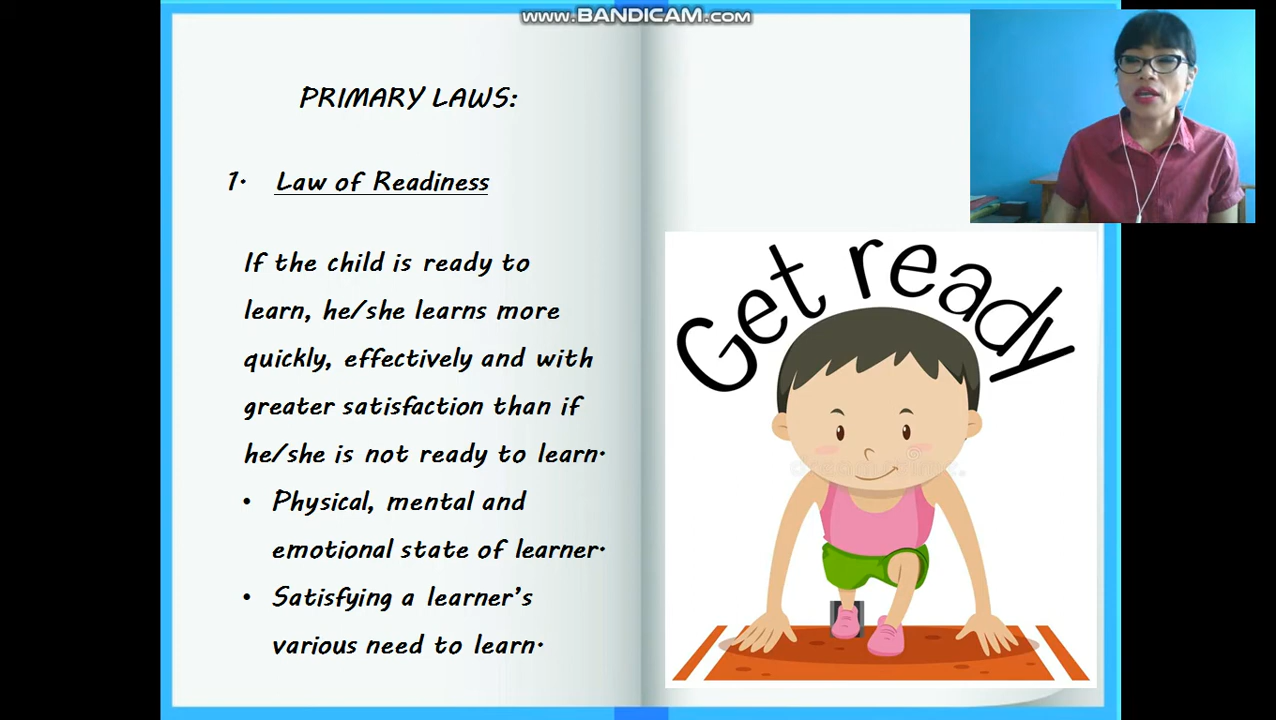 www.BANDICAM.com
PRIMARY LAWS:
1. Law of Readiness
If the child is ready to
learn, he/she learns more
quickly, effectively and with
greater satisfaction than if
he/she is not ready to learn.
• Physical, mental and
emotional state of learner.
• Satisfying a learner's
various need to learn.
Get ready